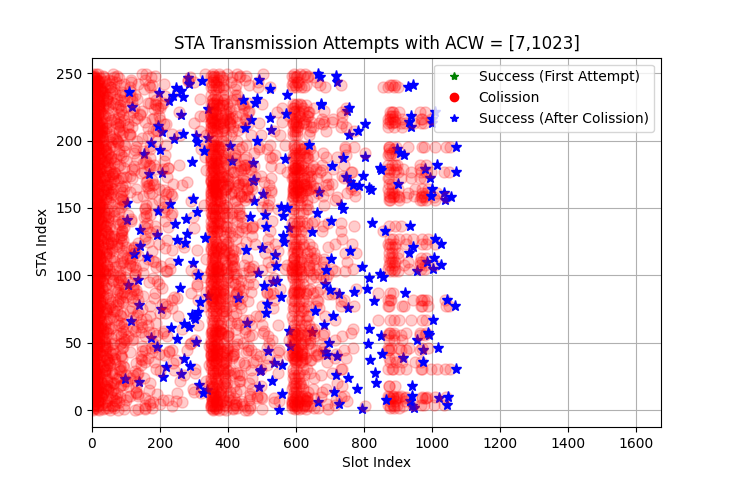 STA Transmission Attempts with ACW = [7,1023]
250
200
150
100
50
0
STA Index
Success (First Attempt)
Colission
Success (After Colission)
0 200 400 600 800 1000 1200 1400 1600
Slot Index